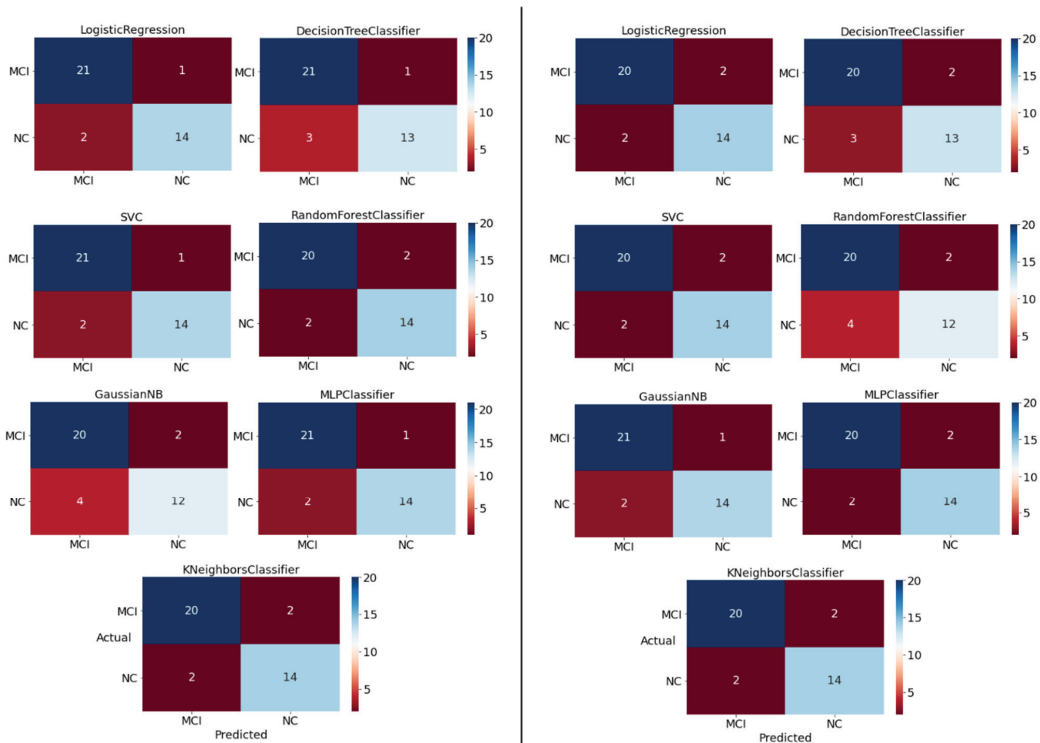 LogisticRegression
MCI 21 1
NC 2 14
MCI NC
DecisionTreeClassifier
21 1
3 13
MCI NC
20
15
10
5
SVC
MCI 21 1
NC 2 14
MCI NC
RandomForestClassifier
20 2
2 14
MCI NC
20
15
10
5
GaussianNB
MCI 20 2
NC 4 12
MCI NC
MLPClassifier
MCI 21 1
NC 2 14
MCI NC
20
15
10
5
KNeighborsClassifier
MCI 20 2
Actual
NC 2 14
MCI NC
Predicted
20
15
10
5
LogisticRegression
MCI 20 2
NC 2 14
MCI NC
DecisionTreeClassifier
MCI 20 2
NC 3 13
MCI NC
20
15
10
5
SVC
MCI 20 2
NC 2 14
MCI NC
RandomForestClassifier
MCI 20 2
NC 4 12
MCI NC
20
15
10
5
GaussianNB
MCI 21 1
NC 2 14
MCI NC
MLPClassifier
MCI 20 2
NC 2 14
MCI NC
20
15
10
5
KNeighborsClassifier
MCI 20 2
Actual
NC 2 14
MCI NC
Predicted
20
15
10
5